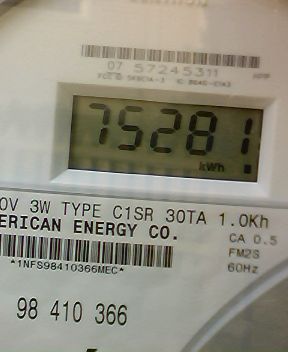 07 57245311
75281
kWh
0V 3W TYPE C1SR 30TA 1.0Kh
ERICAN ENERGY CO.
CA 0.5
FM2S
60Hz
*1NFS98410366MEC*
98 410 366